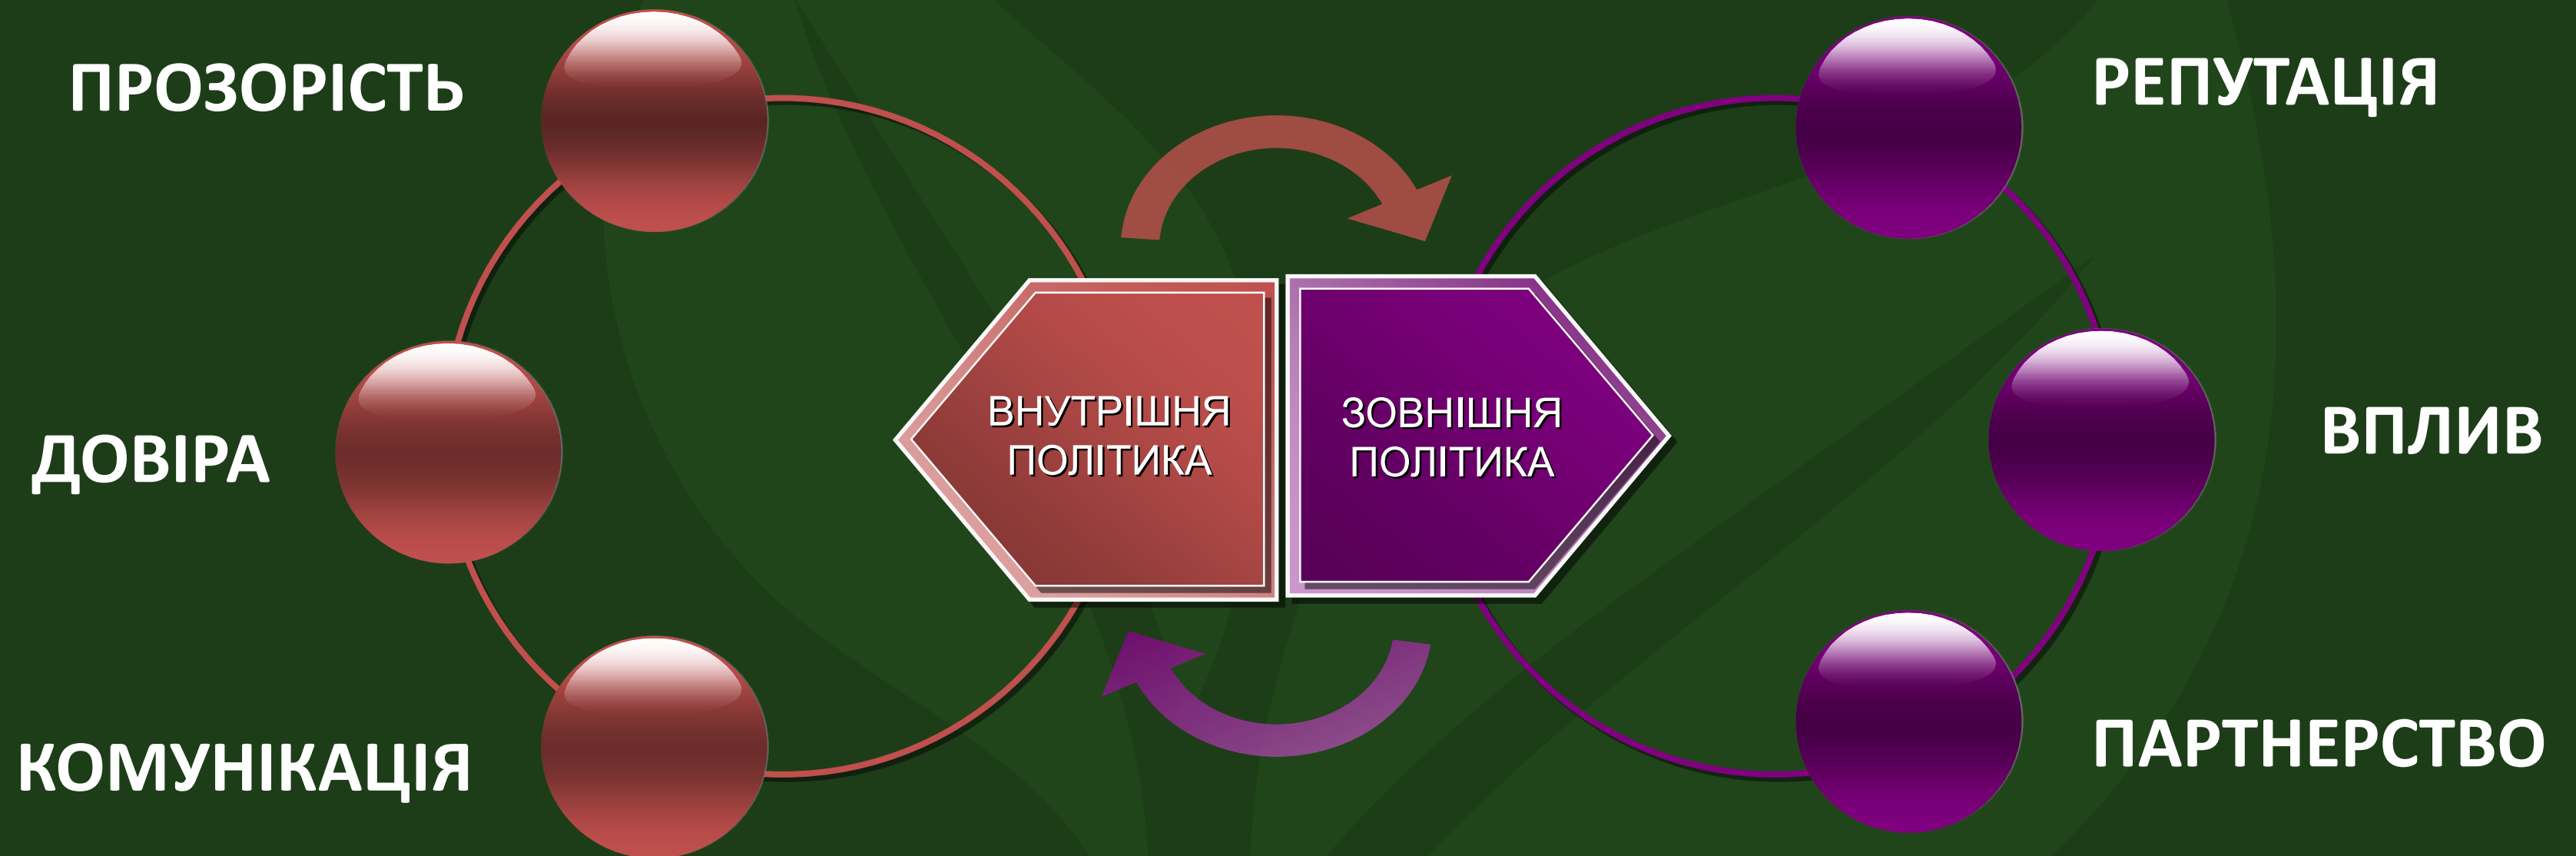 ПРОЗОРІСТЬ
ДОВІРА
КОМУНІКАЦІЯ
ВНУТРІШНЯ
ПОЛІТИКА
ЗОВНІШНЯ
ПОЛІТИКА
РЕПУТАЦІЯ
ВПЛИВ
ПАРТНЕРСТВО